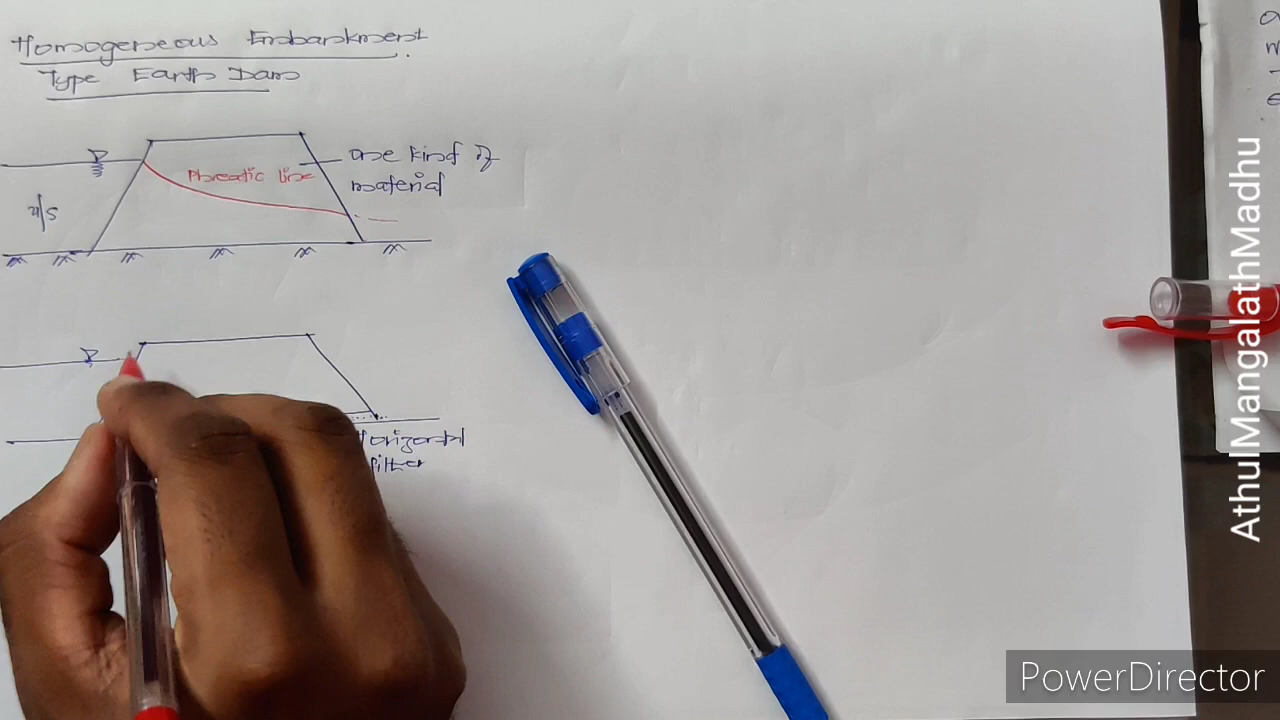 Homogeneous Embankment
Type Earth Dam
Phreatic line
one kind of
material
u/s
Horizontal
filter
AthulMangalathMadhu
PowerDirector